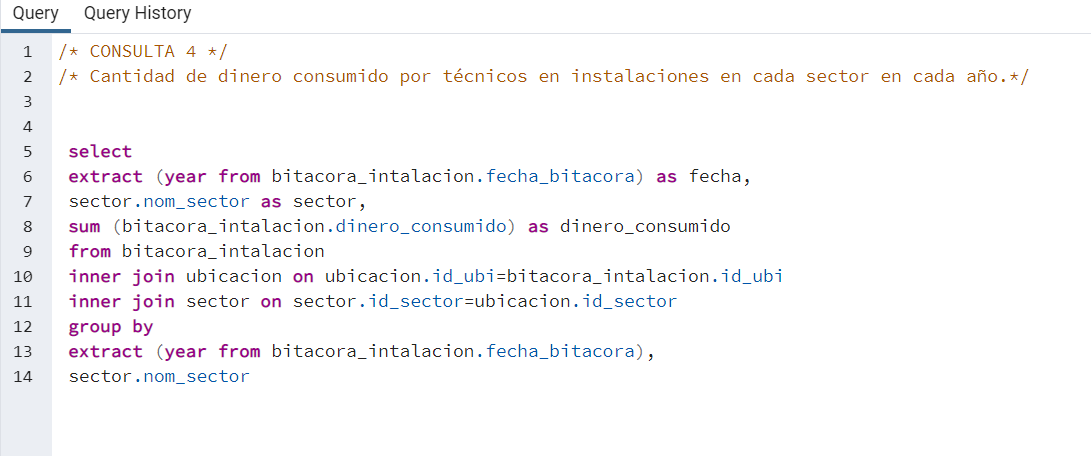 Query Query History
1 /* CONSULTA 4 */
2 /* Cantidad de dinero consumido por técnicos en instalaciones en cada sector en cada año.*/
3
4
5 select
6 extract (year from bitacora_intalacion.fecha_bitacora) as fecha,
7 sector.nom_sector as sector,
8 sum (bitacora_intalacion.dinero_consumido) as dinero_consumido
9 from bitacora_intalacion
10 inner join ubicacion on ubicacion.id_ubi=bitacora_intalacion.id_ubi
11 inner join sector on sector.id_sector=ubicacion.id_sector
12 group by
13 extract (year from bitacora_intalacion.fecha_bitacora),
14 sector.nom_sector